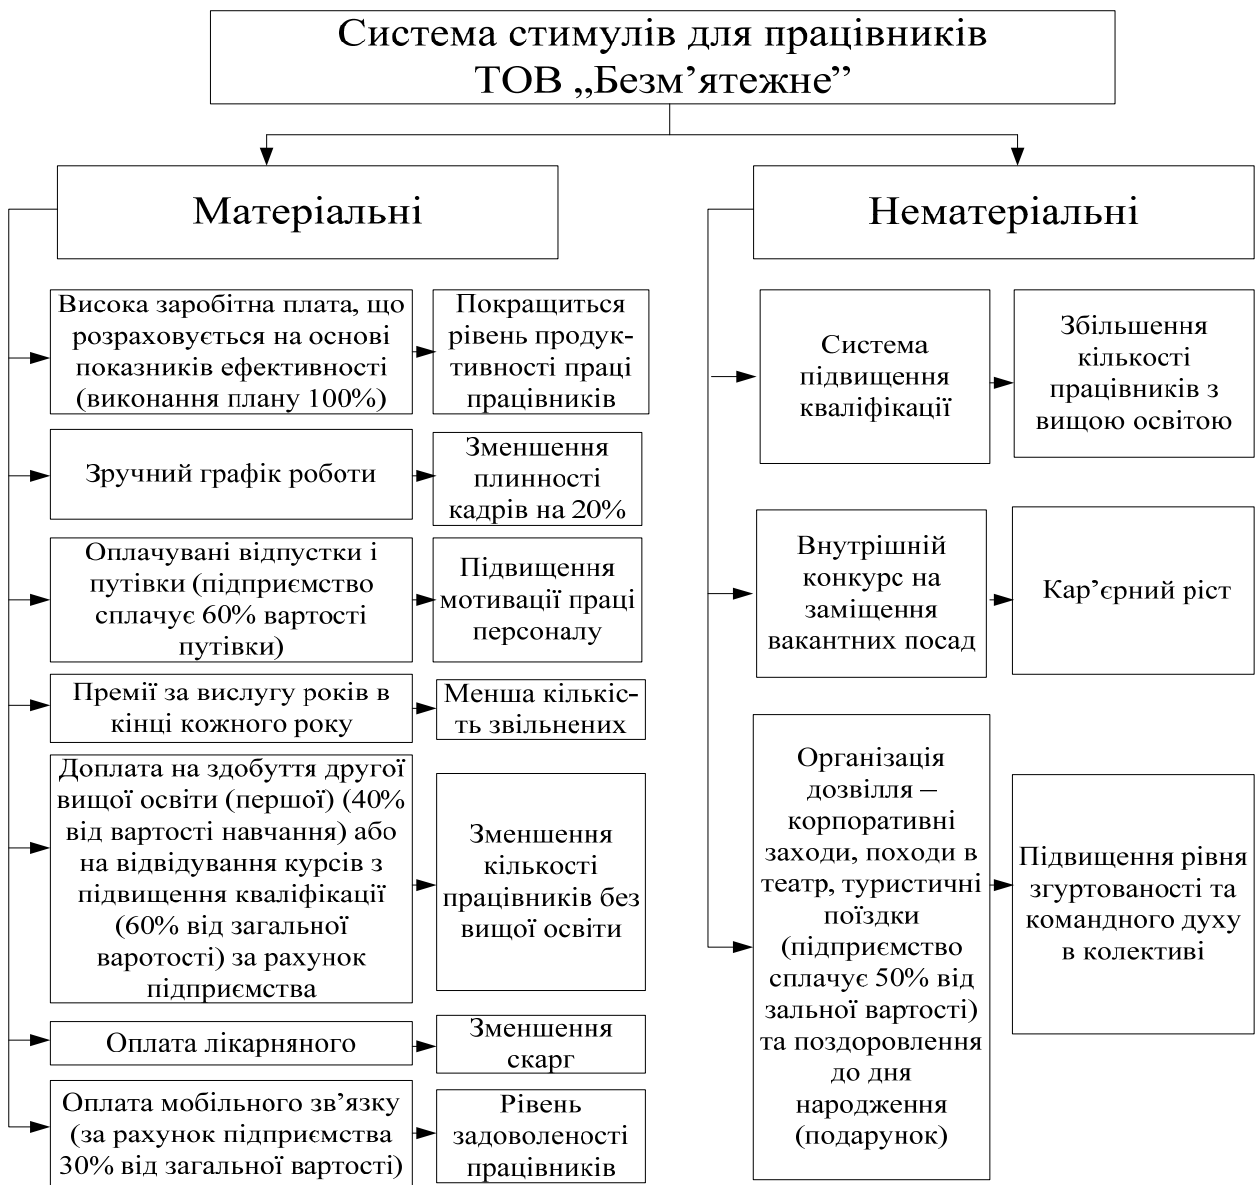 Система стимулів для працівників
ТОВ „Безм’ятежне”
Матеріальні
Висока заробітна плата, що
розраховується на основі
показників ефективності
(виконання плану 100%)
Покращиться
рівень продук-
тивності праці
працівників
Зручний графік роботи
Зменшення
плинності
кадрів на 20%
Оплачувані відпустки і
путівки (підприємство
сплачує 60% вартості
путівки)
Підвищення
мотивації праці
персоналу
Премії за вислугу років в
кінці кожного року
Менша кількіс-
ть звільнених
Доплата на здобуття другої
вищої освіти (першої) (40%
від вартості навчання) або
на відвідування курсів з
підвищення кваліфікації
(60% від загальної
варотості) за рахунок
підприємства
Зменшення
кількості
працівників без
вищої освіти
Оплата лікарняного
Зменшення
скарг
Оплата мобільного зв’язку
(за рахунок підприємства
30% від загальної вартості)
Рівень
задоволеності
працівників
Нематеріальні
Система
підвищення
кваліфікації
Збільшення
кількості
працівників з
вищою освітою
Внутрішній
конкурс на
заміщення
вакантних посад
Кар’єрний ріст
Організація
дозвілля –
корпоративні
заходи, походи в
театр, туристичні
поїздки
(підприємство
сплачує 50% від
зальної вартості)
та поздоровлення
до дня
народження
(подарунок)
Підвищення рівня
згуртованості та
командного духу
в колективі